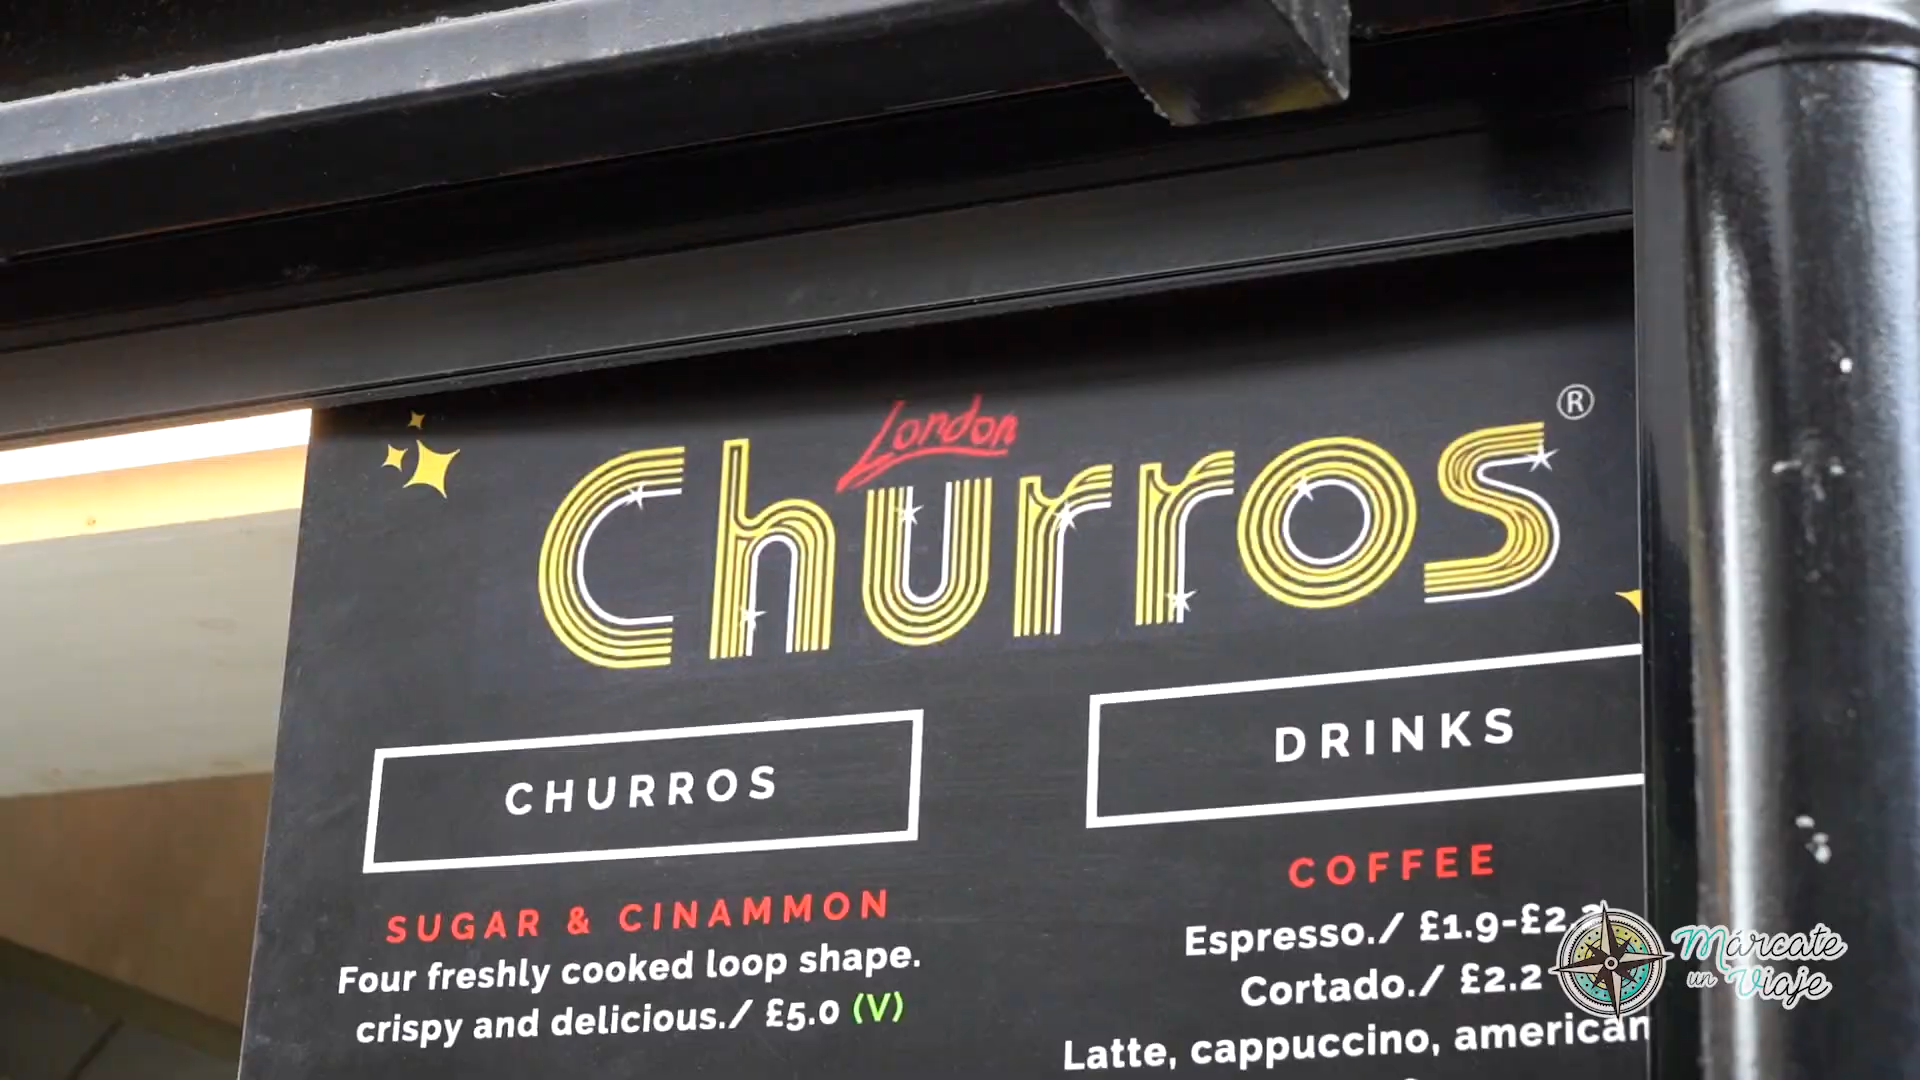 London
Churros ®
CHURROS
SUGAR & CINAMMON
Four freshly cooked loop shape.
crispy and delicious./ £5.0 (V)
DRINKS
COFFEE
Espresso./ £1.9-£2.
Cortado./ £2.2
Latte, cappuccino, american
Márcate
un Viaje